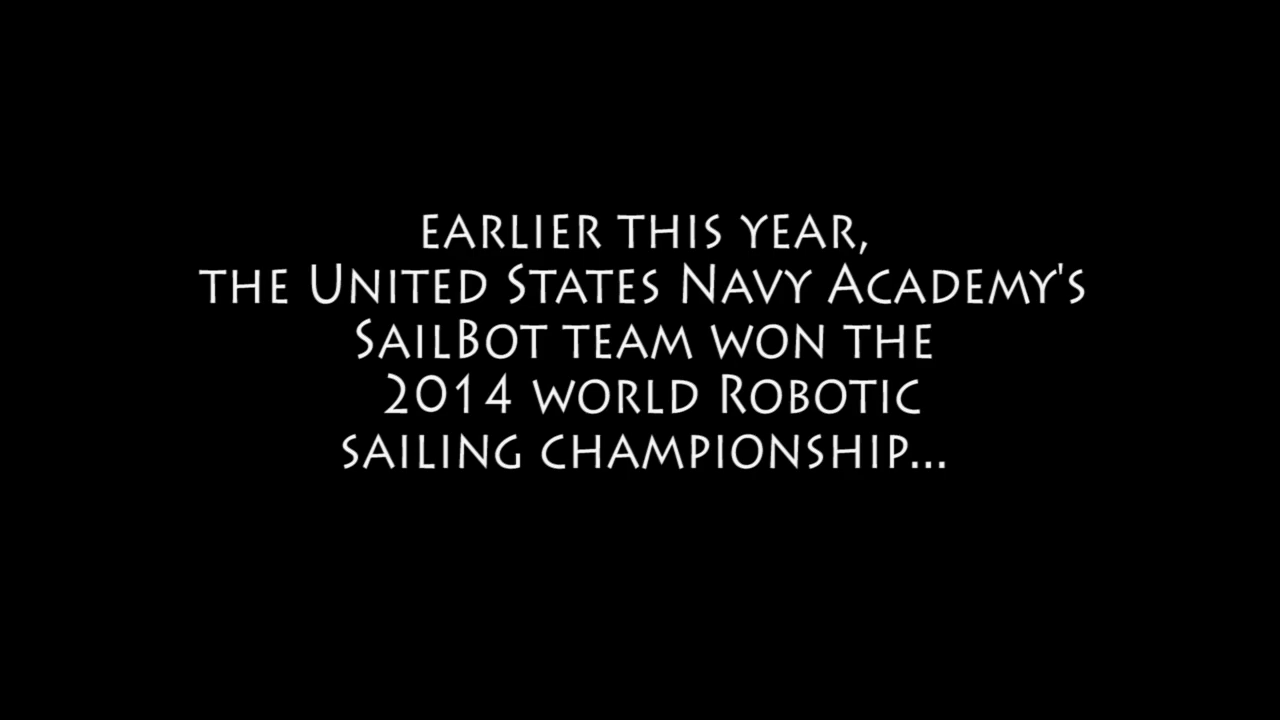 earlier this year,
the United States Navy Academy's
SailBot team won the
2014 world Robotic
sailing championship...